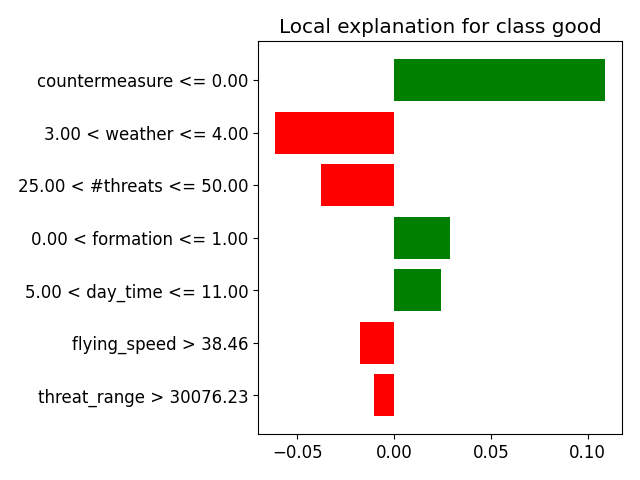 Local explanation for class good
countermeasure <= 0.00
3.00 < weather <= 4.00
25.00 < #threats <= 50.00
0.00 < formation <= 1.00
5.00 < day_time <= 11.00
flying_speed > 38.46
threat_range > 30076.23
−0.05 0.00 0.05 0.10